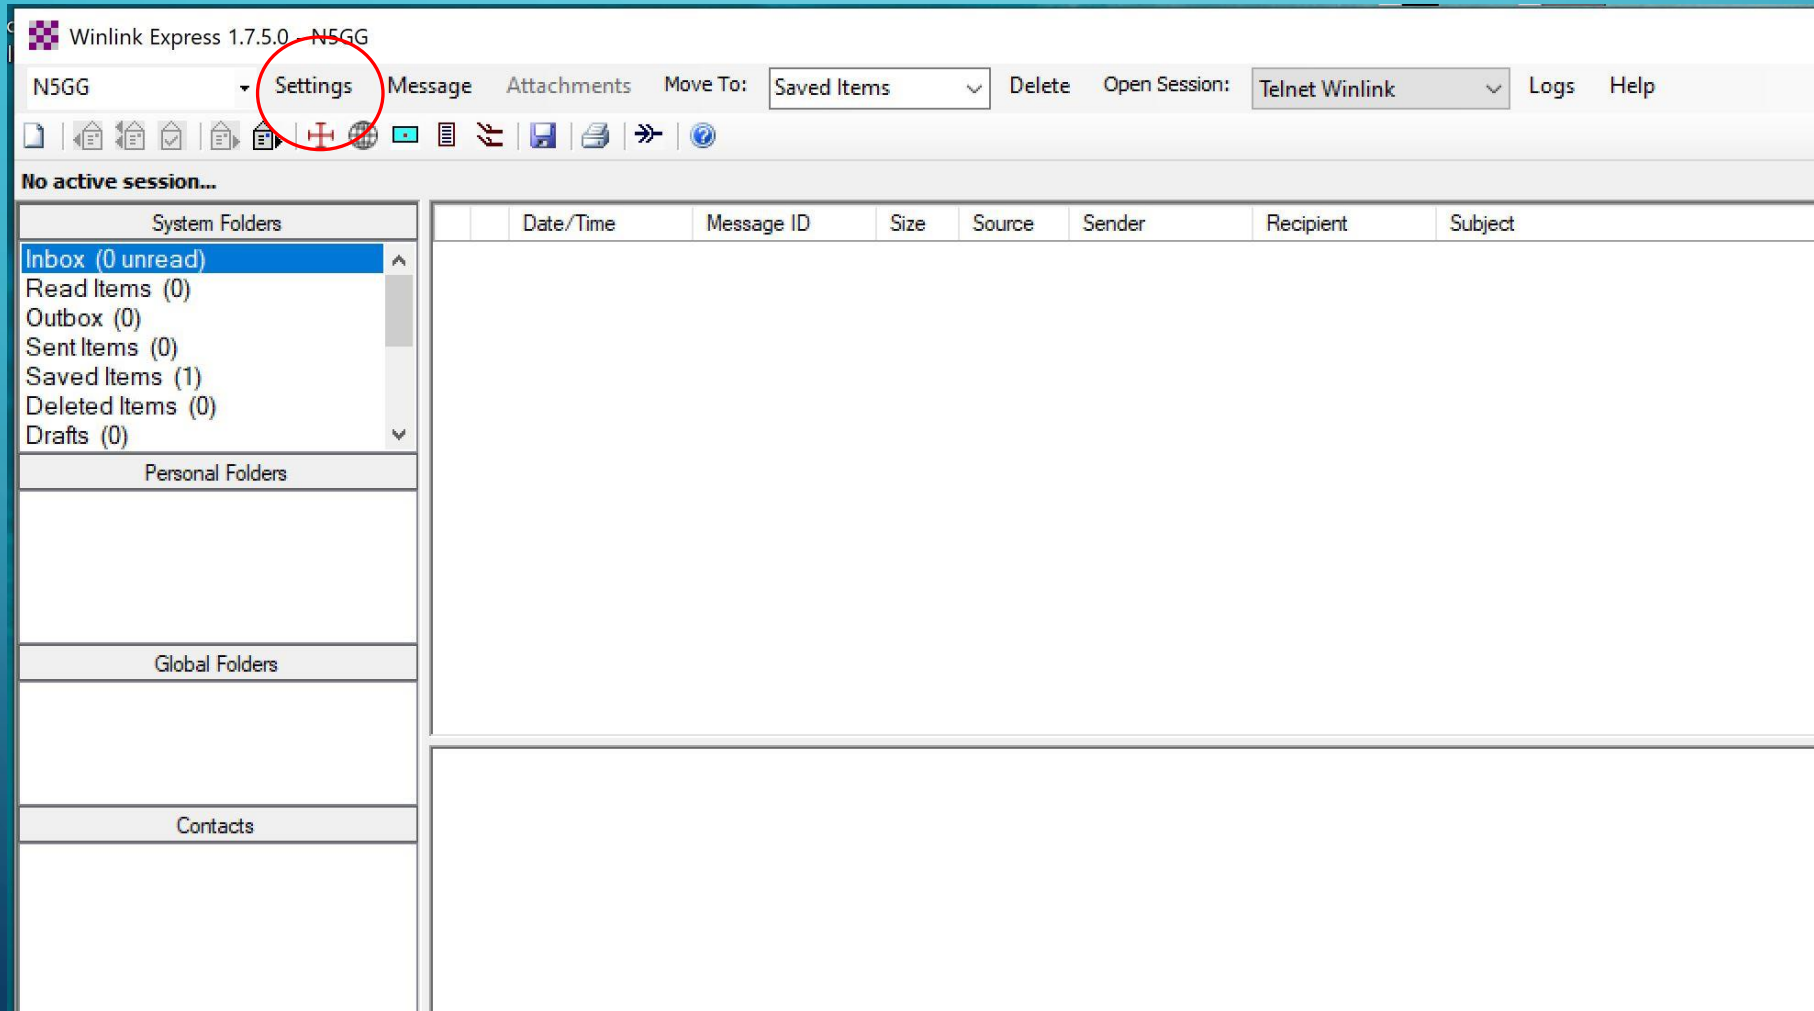 Winlink Express 1.7.5.0 - N5GG
N5GG Settings Message Attachments Move To: Saved Items Delete Open Session: Telnet Winlink Logs Help
No active session...
System Folders
Date/Time Message ID Size Source Sender Recipient Subject
Inbox (0 unread)
Read Items (0)
Outbox (0)
Sent Items (0)
Saved Items (1)
Deleted Items (0)
Drafts (0)
Personal Folders
Global Folders
Contacts